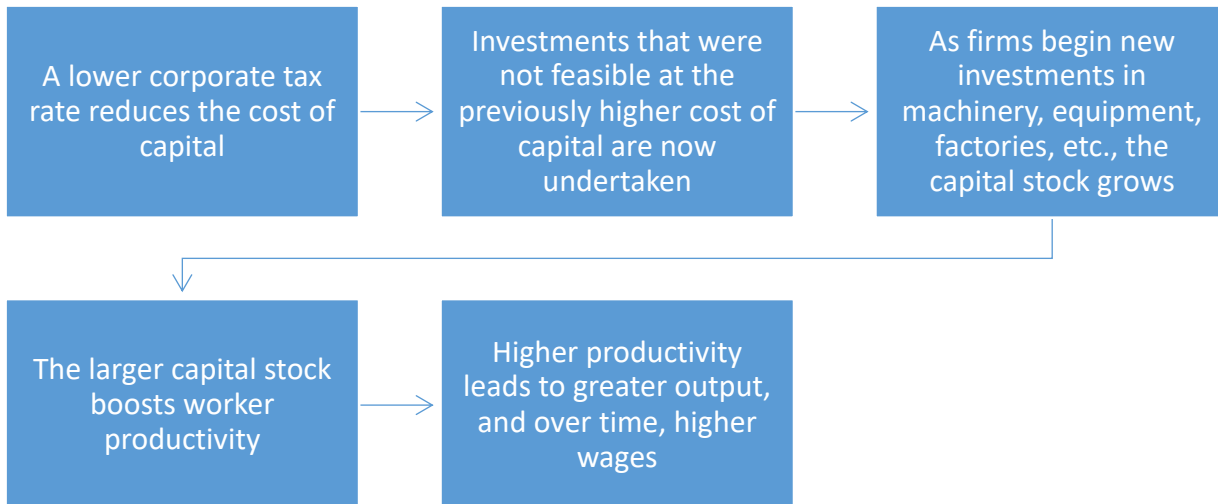 A lower corporate tax
rate reduces the cost of
capital
Investments that were
not feasible at the
previously higher cost of
capital are now
undertaken
As firms begin new
investments in
machinery, equipment,
factories, etc., the
capital stock grows
The larger capital stock
boosts worker
productivity
Higher productivity
leads to greater output,
and over time, higher
wages